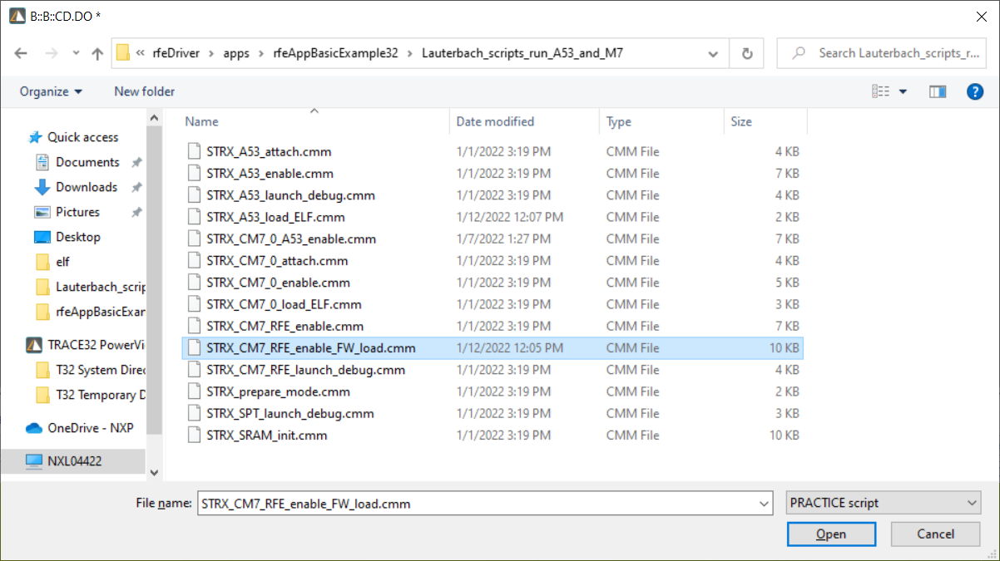 B::B::CD.DO *
« rfeDriver › apps › rfeAppBasicExample32 › Lauterbach_scripts_run_A53_and_M7
Search Lauterbach_scripts_r...
Organize New folder
Name Date modified Type Size
Quick access
Documents
Downloads
Pictures
Desktop
elf
Lauterbach_scrip
rfeAppBasicExar
TRACE32 PowerVi
T32 System Direc
T32 Temporary D
OneDrive - NXP
NXL04422
STRX_A53_attach.cmm 1/1/2022 3:19 PM CMM File 4 KB
STRX_A53_enable.cmm 1/1/2022 3:19 PM CMM File 7 KB
STRX_A53_launch_debug.cmm 1/1/2022 3:19 PM CMM File 4 KB
STRX_A53_load_ELF.cmm 1/12/2022 12:07 PM CMM File 2 KB
STRX_CM7_0_A53_enable.cmm 1/7/2022 1:27 PM CMM File 7 KB
STRX_CM7_0_attach.cmm 1/1/2022 3:19 PM CMM File 4 KB
STRX_CM7_0_enable.cmm 1/1/2022 3:19 PM CMM File 5 KB
STRX_CM7_0_load_ELF.cmm 1/1/2022 3:19 PM CMM File 3 KB
STRX_CM7_RFE_enable.cmm 1/1/2022 3:19 PM CMM File 7 KB
STRX_CM7_RFE_enable_FW_load.cmm 1/12/2022 12:05 PM CMM File 10 KB
STRX_CM7_RFE_launch_debug.cmm 1/1/2022 3:19 PM CMM File 4 KB
STRX_prepare_mode.cmm 1/1/2022 3:19 PM CMM File 2 KB
STRX_SPT_launch_debug.cmm 1/1/2022 3:19 PM CMM File 3 KB
STRX_SRAM_init.cmm 1/1/2022 3:19 PM CMM File 10 KB
File name: STRX_CM7_RFE_enable_FW_load.cmm PRACTICE script
Open Cancel